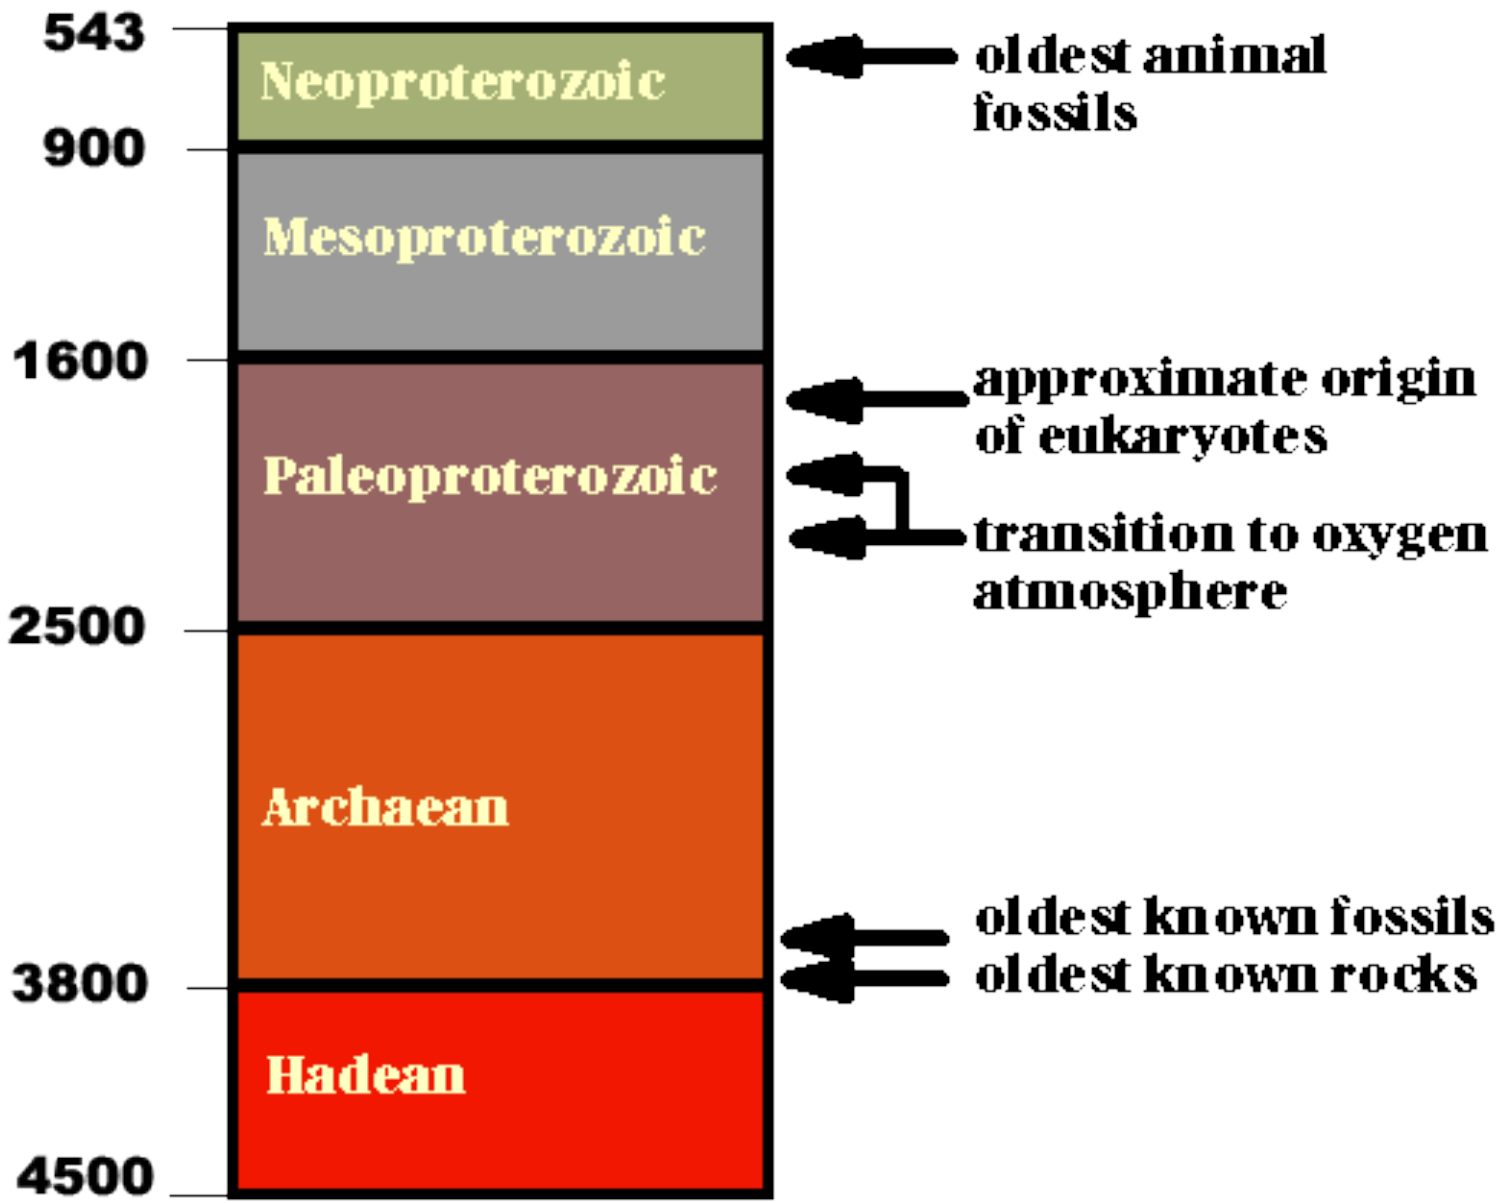 543
Neoproterozoic
oldest animal
fossils
900
Mesoproterozoic
1600
approximate origin
of eukaryotes
Paleoproterozoic
transition to oxygen
atmosphere
2500
Archaean
oldest known fossils
oldest known rocks
3800
Hadean
4500